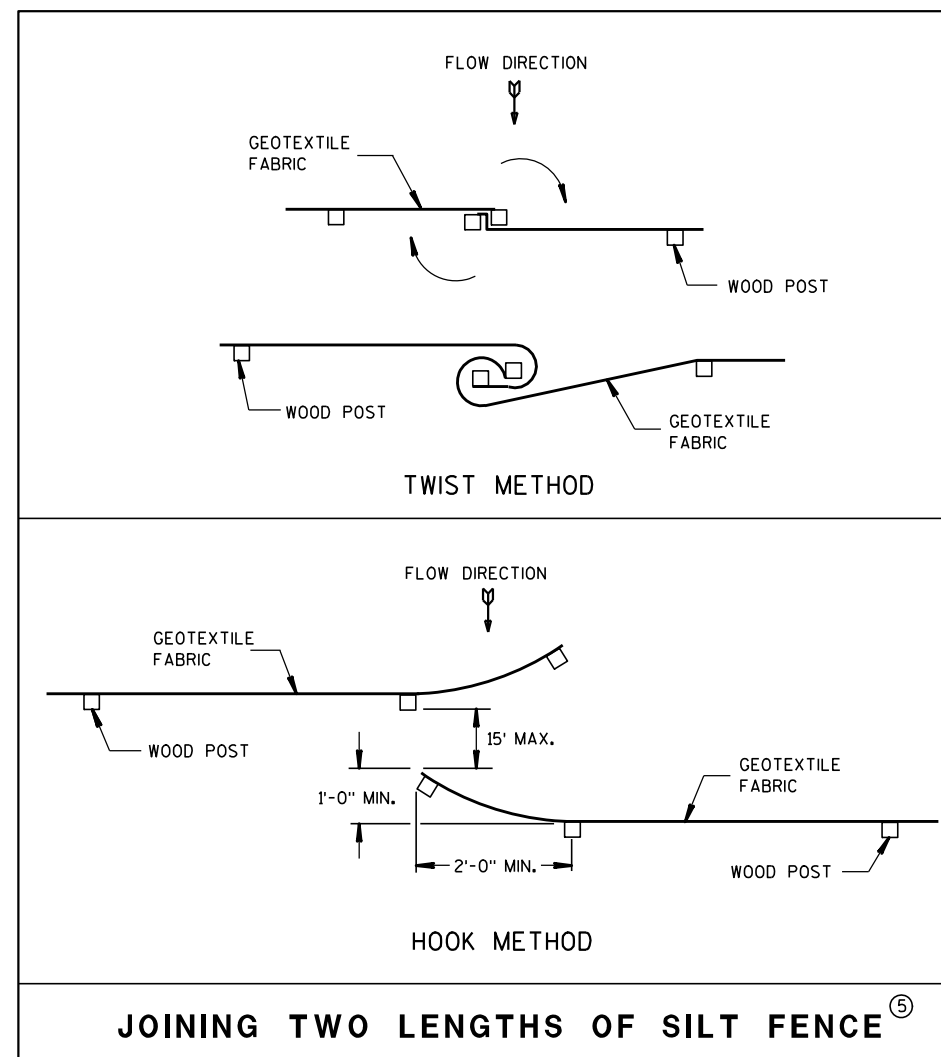 FLOW DIRECTION
GEOTEXTILE
FABRIC
WOOD POST
WOOD POST
GEOTEXTILE
FABRIC
TWIST METHOD
FLOW DIRECTION
GEOTEXTILE
FABRIC
WOOD POST
15' MAX.
GEOTEXTILE
FABRIC
1'-0" MIN.
2'-0" MIN.
WOOD POST
HOOK METHOD
JOINING TWO LENGTHS OF SILT FENCE ⑤